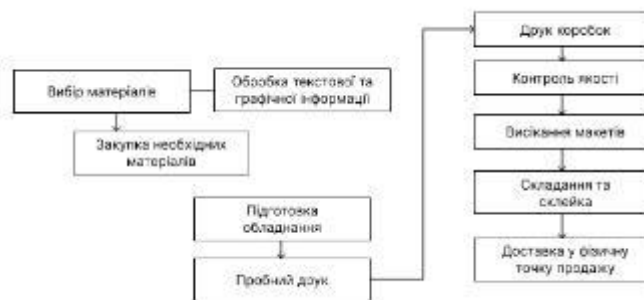 Вибір матеріалів
Обробка текстової та
графічної інформації
Закупка необхідних
матеріалів
Підготовка
обладнання
Пробний друк
Друк коробок
Контроль якості
Висікання макетів
Складання та
склейка
Доставка у фізичну
точку продажу